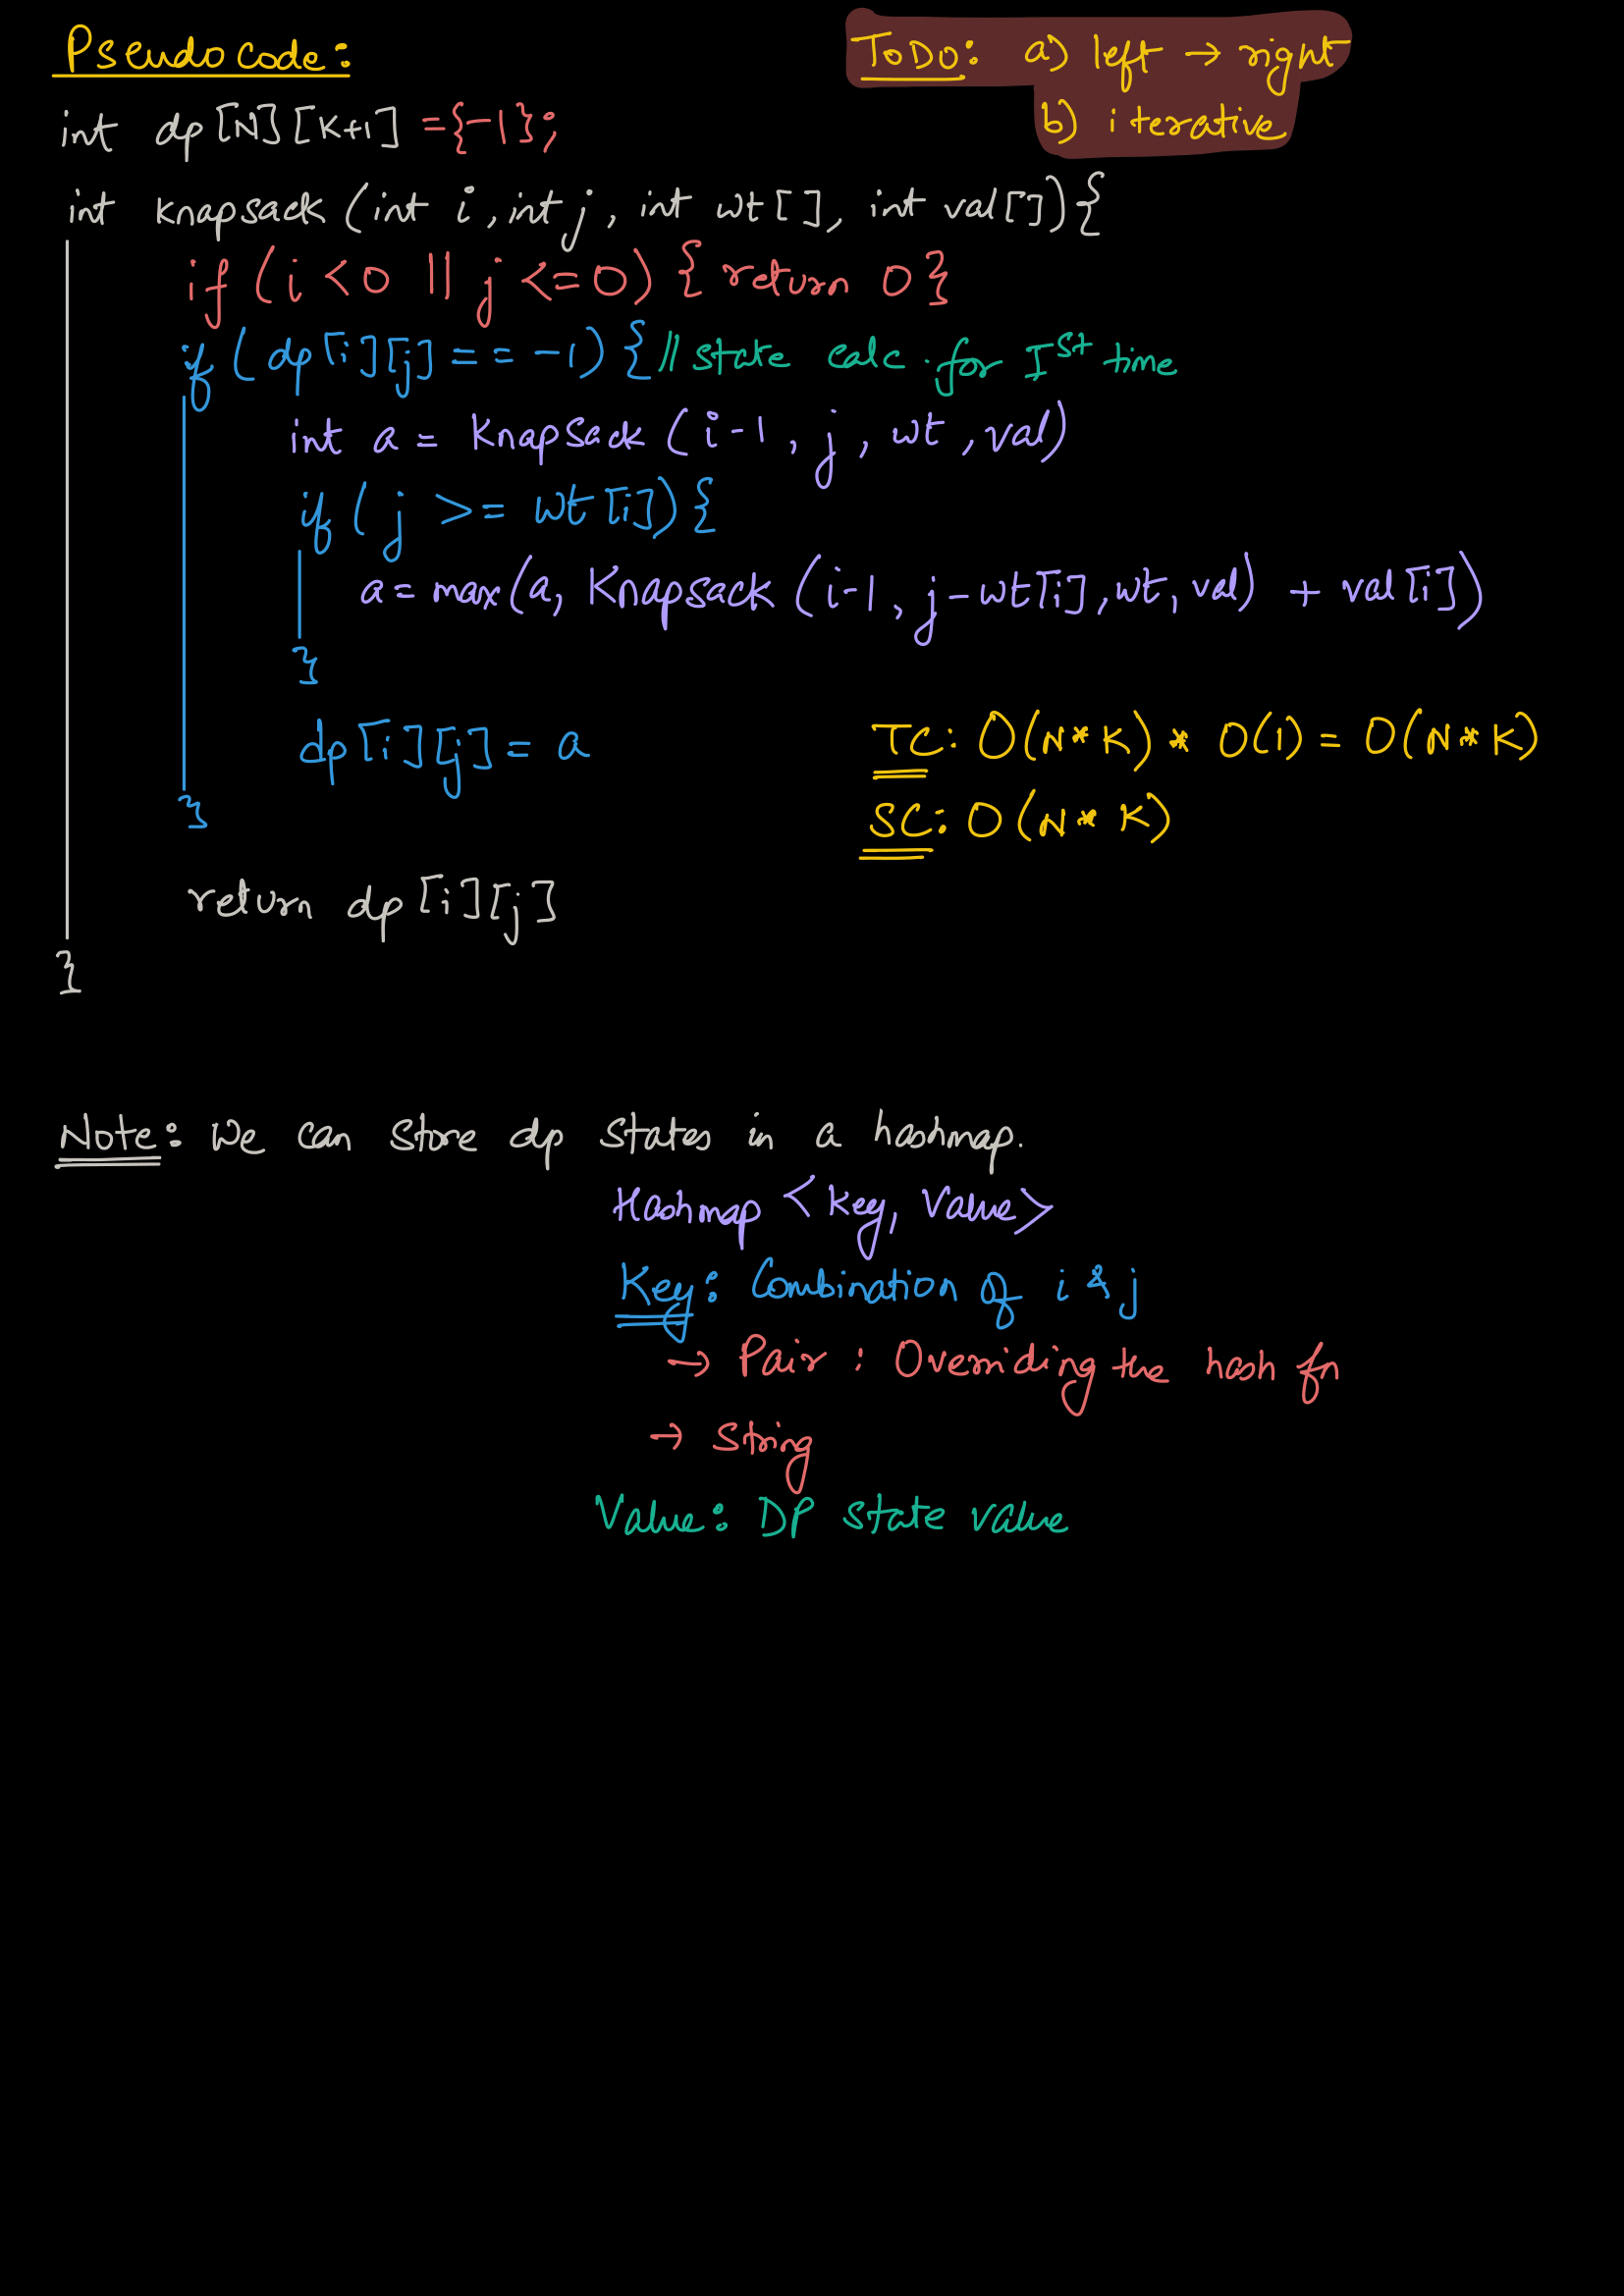 Pseudo code:
ToDo: a) left → right
b) iterative
int dp[N][K+1] = {-1};
int knapsack (int i, int j, int wt[], int val[]){
if (i < 0 || j <= 0) { return 0}
if (dp[i][j] == -1) { // state calc. for Ist time
int a = Knapsack (i-1, j, wt, val)
if (j >= wt[i]){
a = max(a, Knapsack (i-1, j-wt[i], wt, val) + val[i])
}
dp[i][j] = a
TC: O(N*K) * O(1) = O(N*K)
}
SC: O(N*K)
return dp[i][j]
}
Note: We can store dp states in a hashmap.
Hashmap <Key, Value>
Key: Combination of i & j
→ Pair : Overriding the hash fn
→ String
Value: DP state value